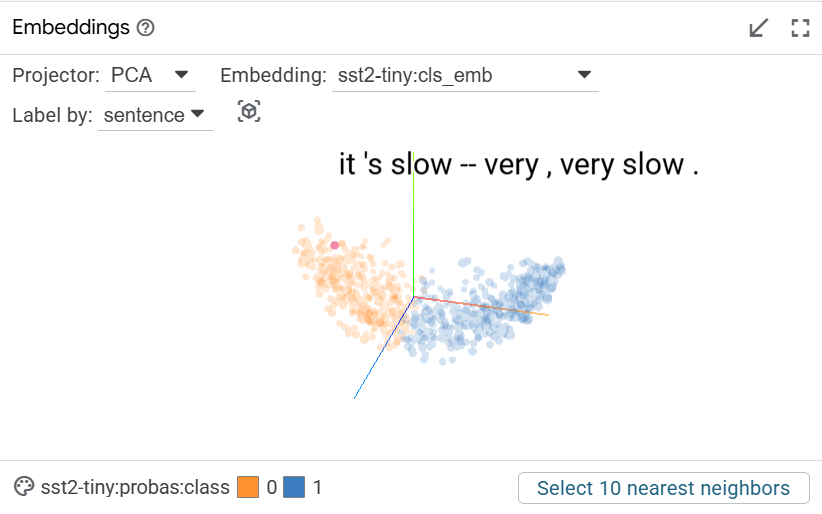 Embeddings
Projector: PCA Embedding: sst2-tiny:cls_emb
Label by: sentence
it 's slow -- very , very slow .
sst2-tiny:probas:class 0 1 Select 10 nearest neighbors